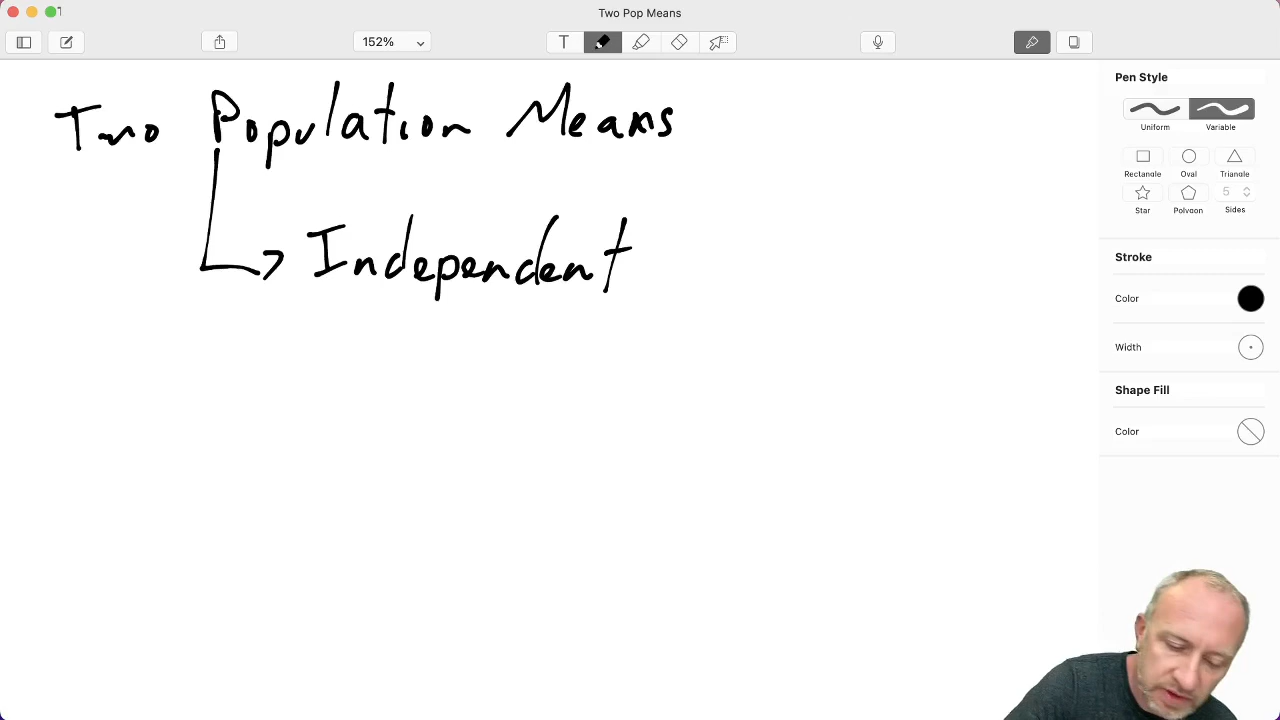 Two Pop Means
152%
T
Two Population Means
Independent
Pen Style
Uniform
Variable
Rectangle
Oval
Triangle
5
Star
Polygon
Sides
Stroke
Color
Width
Shape Fill
Color